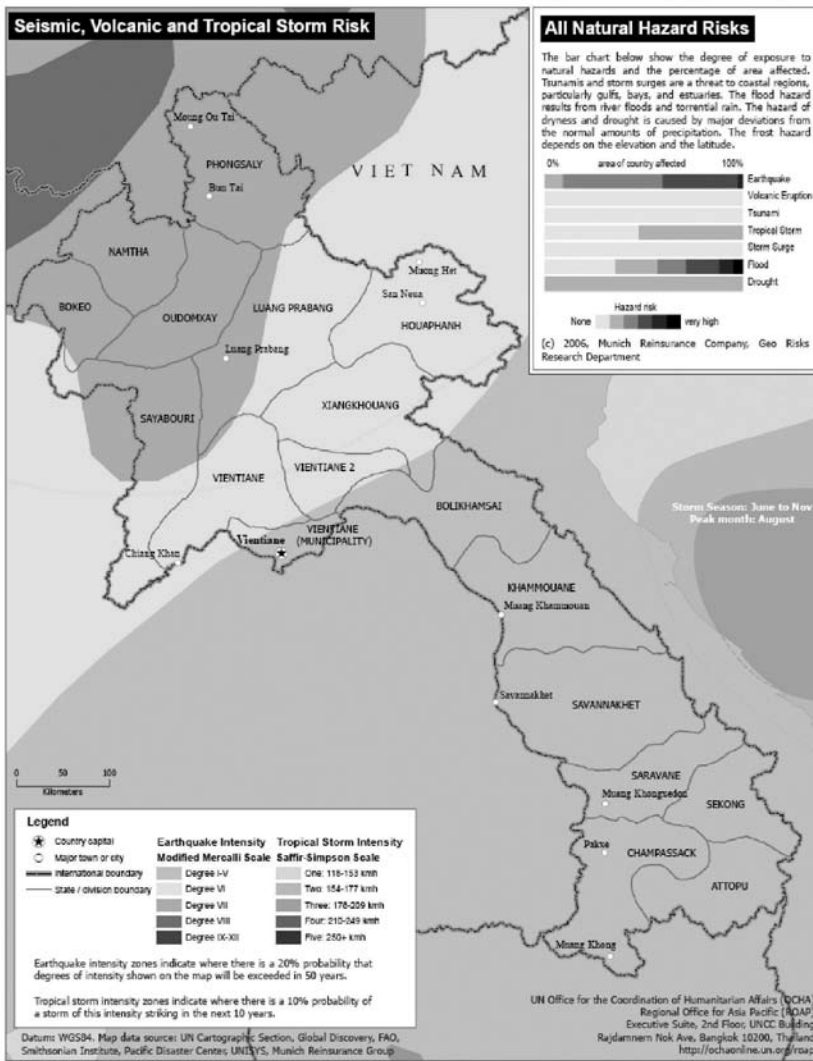 Seismic, Volcanic and Tropical Storm Risk
All Natural Hazard Risks
The bar chart below show the degree of exposure to
natural hazards and the percentage of area affected.
Tsunamis and storm surges are a threat to coastal regions,
particularly gulfs, bays, and estuaries. The flood hazard
results from river floods and torrential rain. The hazard of
dryness and drought is caused by major deviations from
the normal amounts of precipitation. The frost hazard
depends on the elevation and the latitude.
0% area of country affected 100%
Earthquake
Volcanic Eruption
Tsunami
Tropical Storm
Storm Surge
Flood
Drought
Hazard risk
None very high
(c) 2006, Munich Reinsurance Company, Geo Risks
Research Department
Moung Ou Tai
PHONGSALY
VIET NAM
Bun Tai
NAMTHA
Muong Het
BOKEO
OUDOMXAY
LUANG PRABANG
San Neua
HOUAPHANH
Luang Prabang
XIANGKHOUANG
SAYABOURI
VIENTIANE
VIENTIANE 2
BOLIKHAMSAI
Storm Season: June to Nov
Peak month: August
Vientiane
VIENTIANE
(MUNICIPALITY)
Chiang Khan
KHAMMOUANE
Muang Khammouan
Savannakhet
SAVANNAKHET
0 50 100
Kilometers
SARAVANE
Muang Khongxedon
SEKONG
Pakxe
CHAMPASSACK
ATTOPU
Muang Khong
Legend
Country capital
Major town or city
International boundary
State / division boundary
Earthquake Intensity
Modified Mercalli Scale
Degree I-V
Degree VI
Degree VII
Degree VIII
Degree IX-XII
Tropical Storm Intensity
Saffir-Simpson Scale
One: 118-153 kmh
Two: 154-177 kmh
Three: 178-209 kmh
Four: 210-249 kmh
Five: 250+ kmh
Earthquake intensity zones indicate where there is a 20% probability that
degrees of intensity shown on the map will be exceeded in 50 years.
Tropical storm intensity zones indicate where there is a 10% probability of
a storm of this intensity striking in the next 10 years.
Datum: WGS84. Map data source: UN Cartographic Section, Global Discovery, FAO,
Smithsonian Institute, Pacific Disaster Center, UNISYS, Munich Reinsurance Group
UN Office for the Coordination of Humanitarian Affairs (OCHA)
Regional Office for Asia Pacific (ROAP)
Executive Suite, 2nd Floor, UNCC Building
Rajdamnern Nok Ave, Bangkok 10200, Thailand
http://ochaonline.un.org/roap